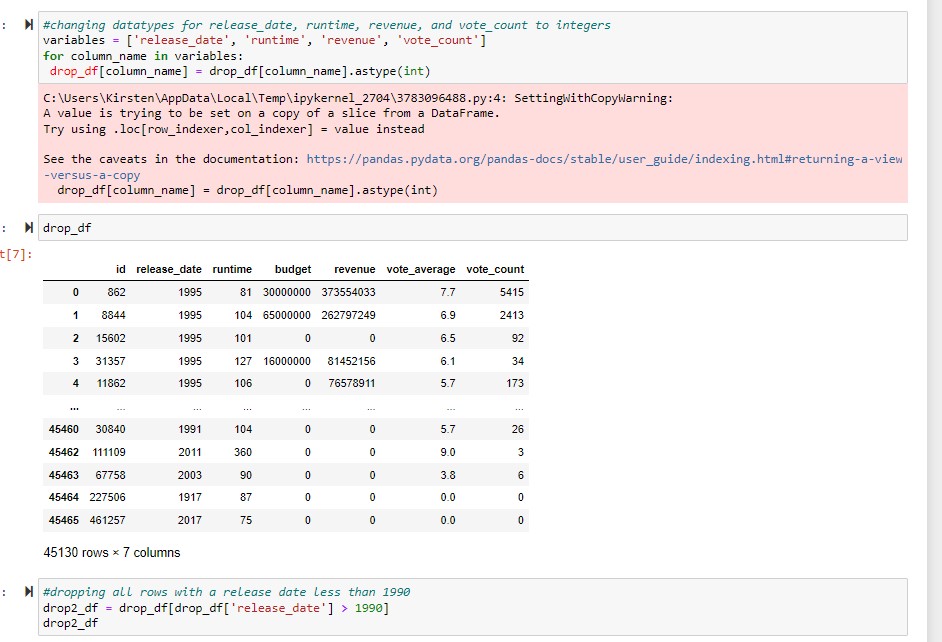 :
#changing datatypes for release_date, runtime, revenue, and vote_count to integers
variables = ['release_date', 'runtime', 'revenue', 'vote_count']
for column_name in variables:
drop_df[column_name] = drop_df[column_name].astype(int)
C:\Users\Kirsten\AppData\Local\Temp\ipykernel_2704\3783096488.py:4: SettingWithCopyWarning:
A value is trying to be set on a copy of a slice from a DataFrame.
Try using .loc[row_indexer,col_indexer] = value instead
See the caveats in the documentation: https://pandas.pydata.org/pandas-docs/stable/user_guide/indexing.html#returning-a-view
-versus-a-copy
drop_df[column_name] = drop_df[column_name].astype(int)
: drop_df
t[7]:
id release_date runtime budget revenue vote_average vote_count
0 862 1995 81 30000000 373554033 7.7 5415
1 8844 1995 104 65000000 262797249 6.9 2413
2 15602 1995 101 0 0 6.5 92
3 31357 1995 127 16000000 81452156 6.1 34
4 11862 1995 106 0 76578911 5.7 173
... ... ... ... ... ... ... ...
45460 30840 1991 104 0 0 5.7 26
45462 111109 2011 360 0 0 9.0 3
45463 67758 2003 90 0 0 3.8 6
45464 227506 1917 87 0 0 0.0 0
45465 461257 2017 75 0 0 0.0 0
45130 rows × 7 columns
:
#dropping all rows with a release date less than 1990
drop2_df = drop_df[drop_df['release_date'] > 1990]
drop2_df